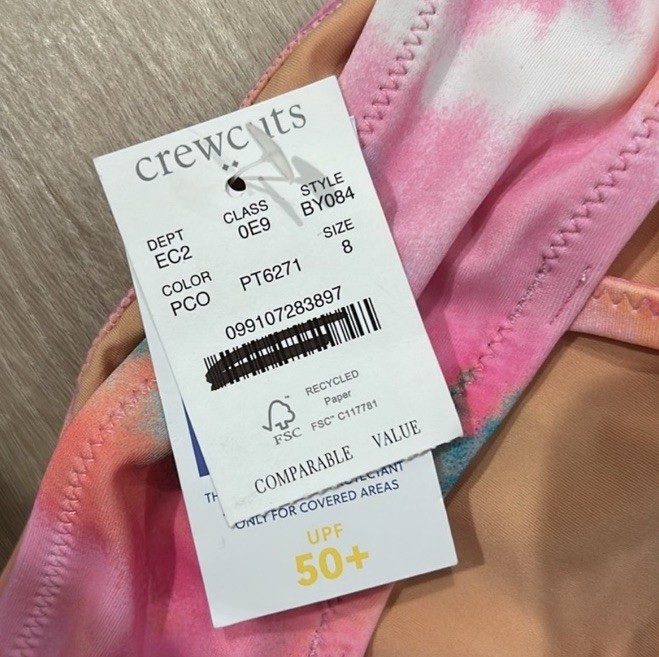 crewcuts
DEPT CLASS STYLE
EC2 0E9 BY084
COLOR SIZE
PCO PT6271 8
099107283897
RECYCLED
Paper
FSC™ C117781
FSC
COMPARABLE VALUE
TH
ONLY FOR COVERED AREAS
UPF
50+